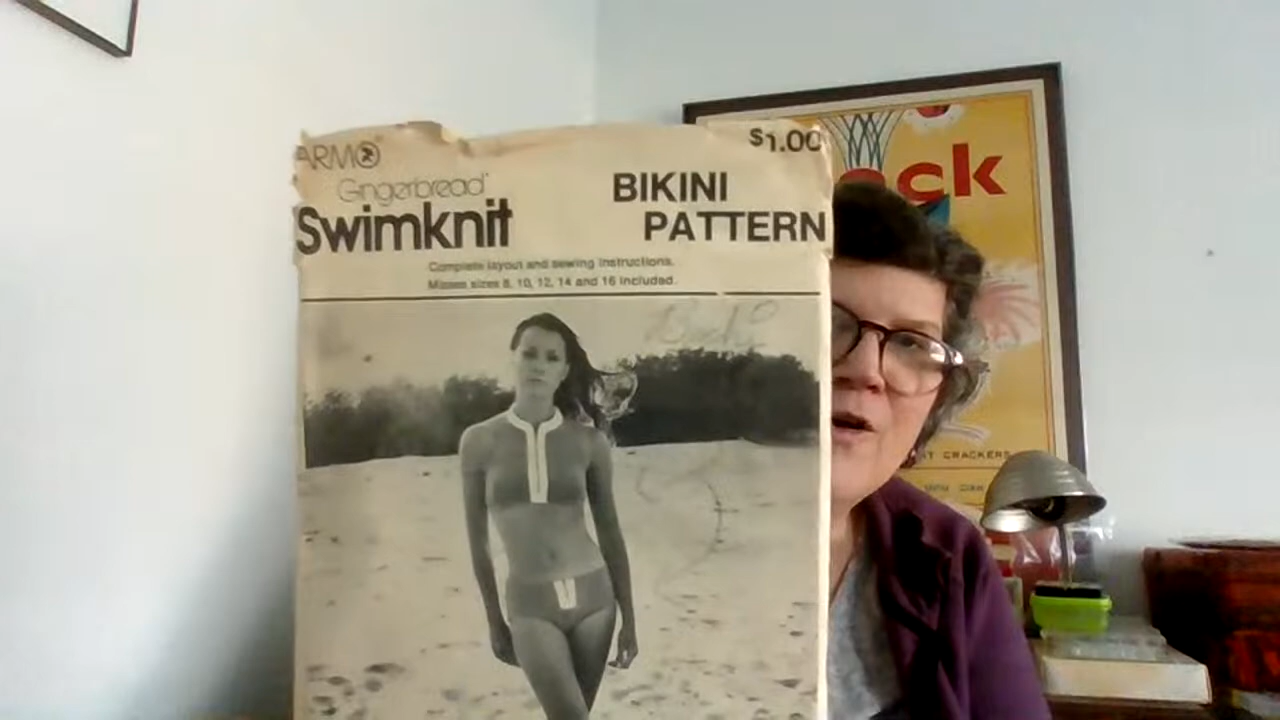 ARMO
$1.00
Gingerbread
Swimknit
BIKINI
PATTERN
Complete layout and sewing instructions.
Misses sizes 8, 10, 12, 14 and 16 included.
ck
CRACKERS